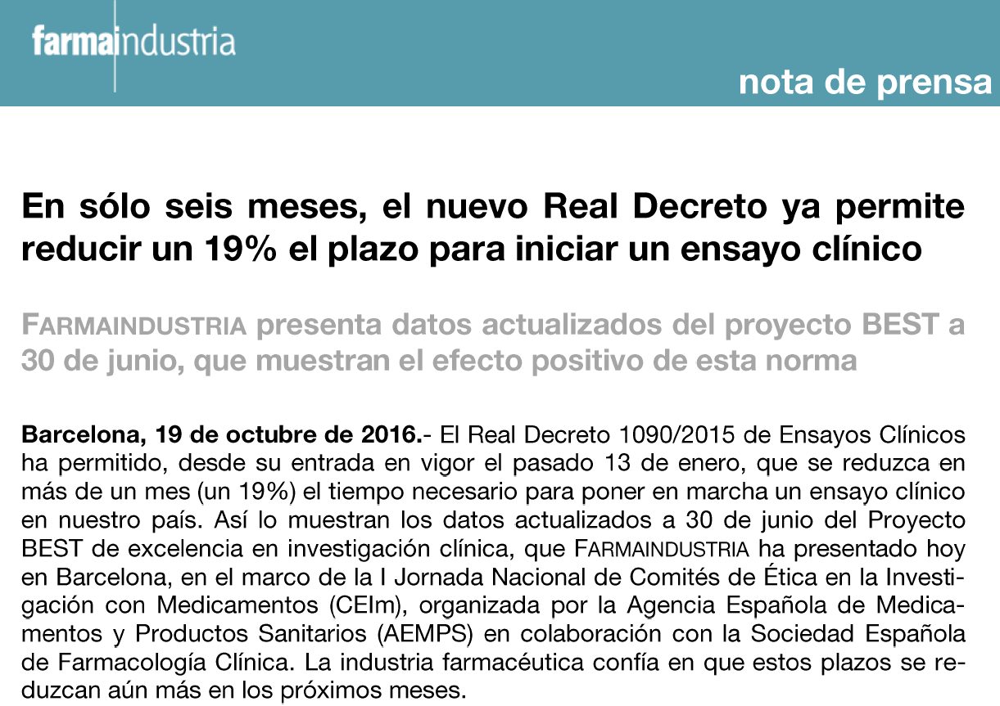 farmaindustria
nota de prensa
En sólo seis meses, el nuevo Real Decreto ya permite
reducir un 19% el plazo para iniciar un ensayo clínico
FARMAINDUSTRIA presenta datos actualizados del proyecto BEST a
30 de junio, que muestran el efecto positivo de esta norma
Barcelona, 19 de octubre de 2016.- El Real Decreto 1090/2015 de Ensayos Clínicos
ha permitido, desde su entrada en vigor el pasado 13 de enero, que se reduzca en
más de un mes (un 19%) el tiempo necesario para poner en marcha un ensayo clínico
en nuestro país. Así lo muestran los datos actualizados a 30 de junio del Proyecto
BEST de excelencia en investigación clínica, que FARMAINDUSTRIA ha presentado hoy
en Barcelona, en el marco de la I Jornada Nacional de Comités de Ética en la Investi-
gación con Medicamentos (CEIm), organizada por la Agencia Española de Medica-
mentos y Productos Sanitarios (AEMPS) en colaboración con la Sociedad Española
de Farmacología Clínica. La industria farmacéutica confía en que estos plazos se re-
duzcan aún más en los próximos meses.